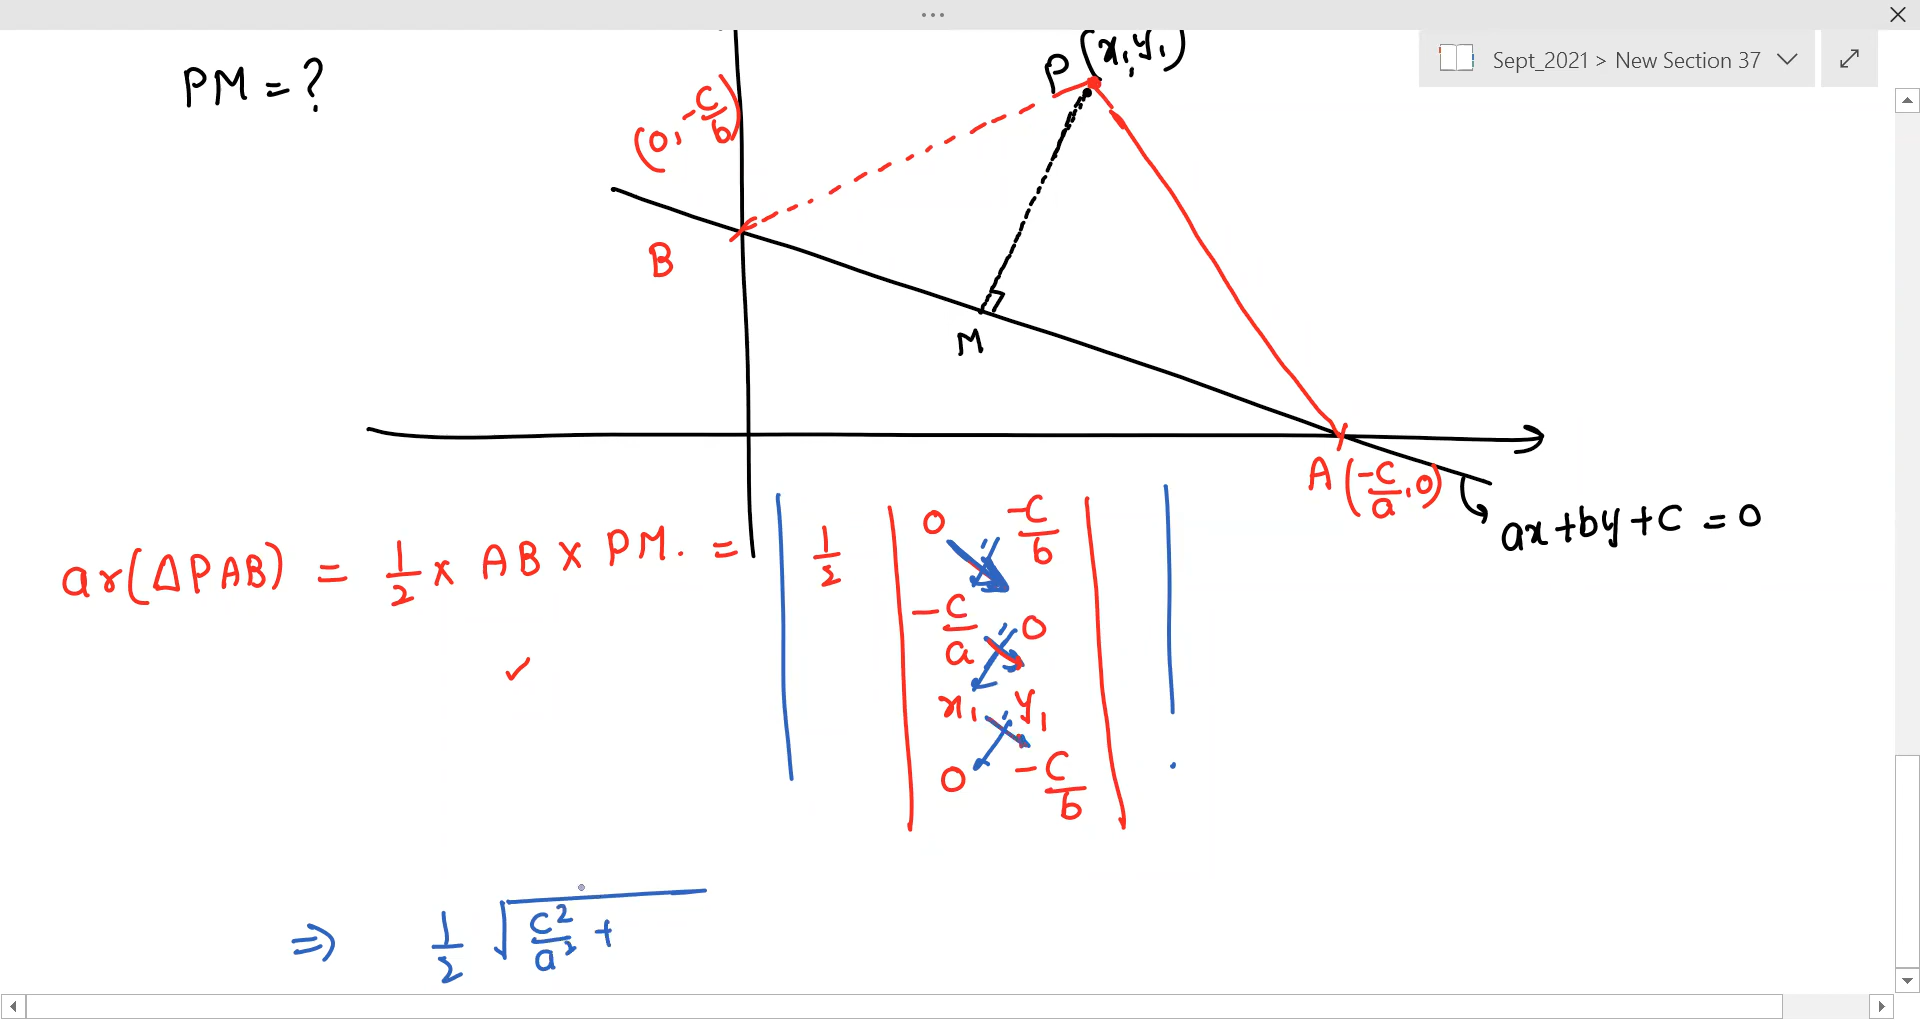 Sept_2021 > New Section 37
PM = ?
P (x₁, y₁)
(0, -c/b)
B
M
A (-c/a, 0)
ax + by + c = 0
ar(△PAB) = 1/2 × AB × PM. = | 1/2 | 0 -c/b
-c/a 0
x₁ y₁
0 -c/b | | .
✓
⇒ 1/2 √ c²/a² +